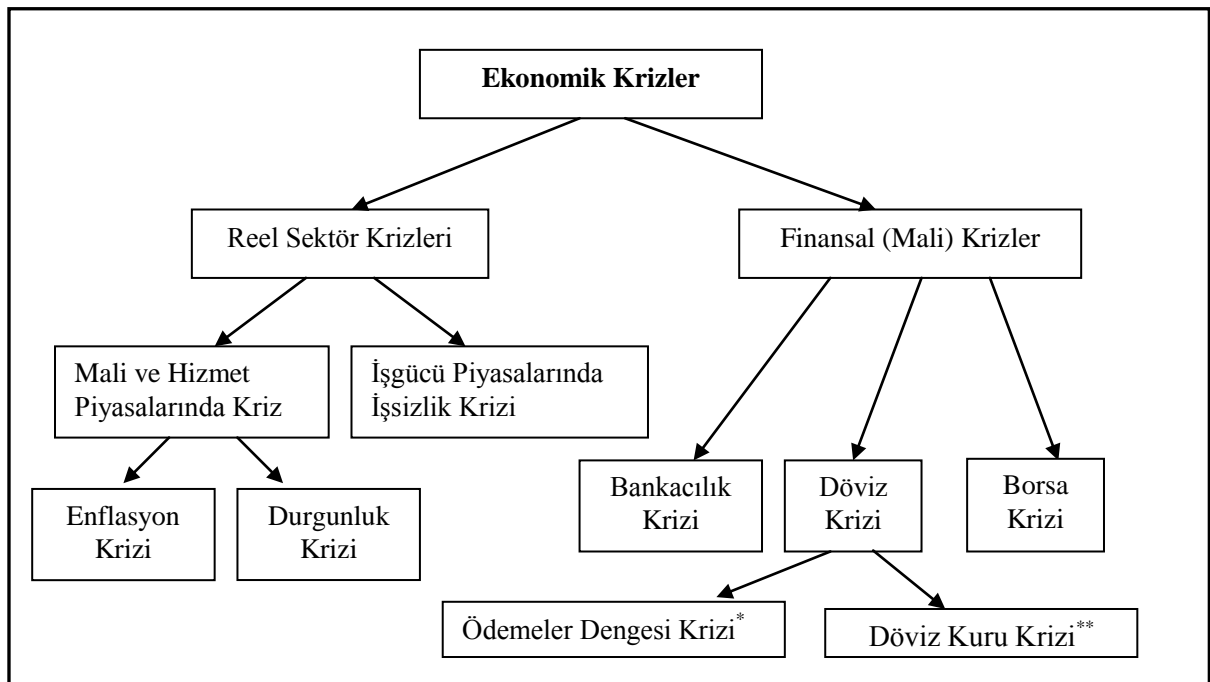 Ekonomik Krizler
Reel Sektör Krizleri
Finansal (Mali) Krizler
Mali ve Hizmet
Piyasalarında Kriz
İşgücü Piyasalarında
İşsizlik Krizi
Enflasyon
Krizi
Durgunluk
Krizi
Bankacılık
Krizi
Döviz
Krizi
Borsa
Krizi
Ödemeler Dengesi Krizi*
Döviz Kuru Krizi**